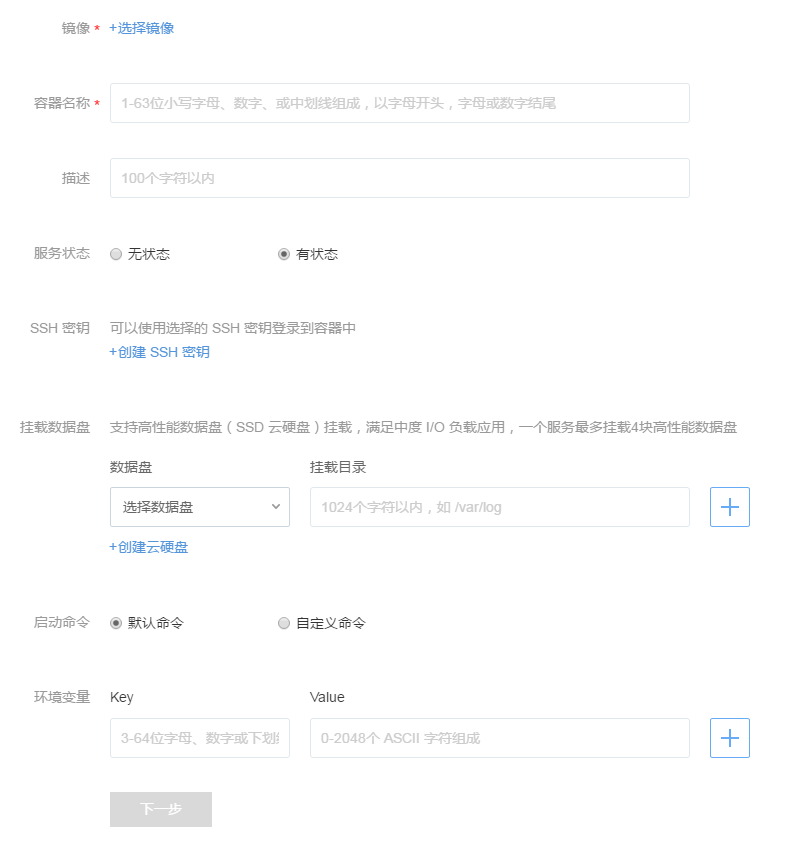 镜像 * +选择镜像
容器名称 * 1-63位小写字母、数字、或中划线组成，以字母开头，字母或数字结尾
描述 100个字符以内
服务状态 无状态 有状态
SSH 密钥 可以使用选择的 SSH 密钥登录到容器中
+创建 SSH 密钥
挂载数据盘 支持高性能数据盘（SSD 云硬盘）挂载，满足中度 I/O 负载应用，一个服务最多挂载4块高性能数据盘
数据盘 挂载目录
选择数据盘 1024个字符以内，如 /var/log
+创建云硬盘
启动命令 默认命令 自定义命令
环境变量 Key Value
3-64位字母、数字或下划 0-2048个 ASCII 字符组成
下一步